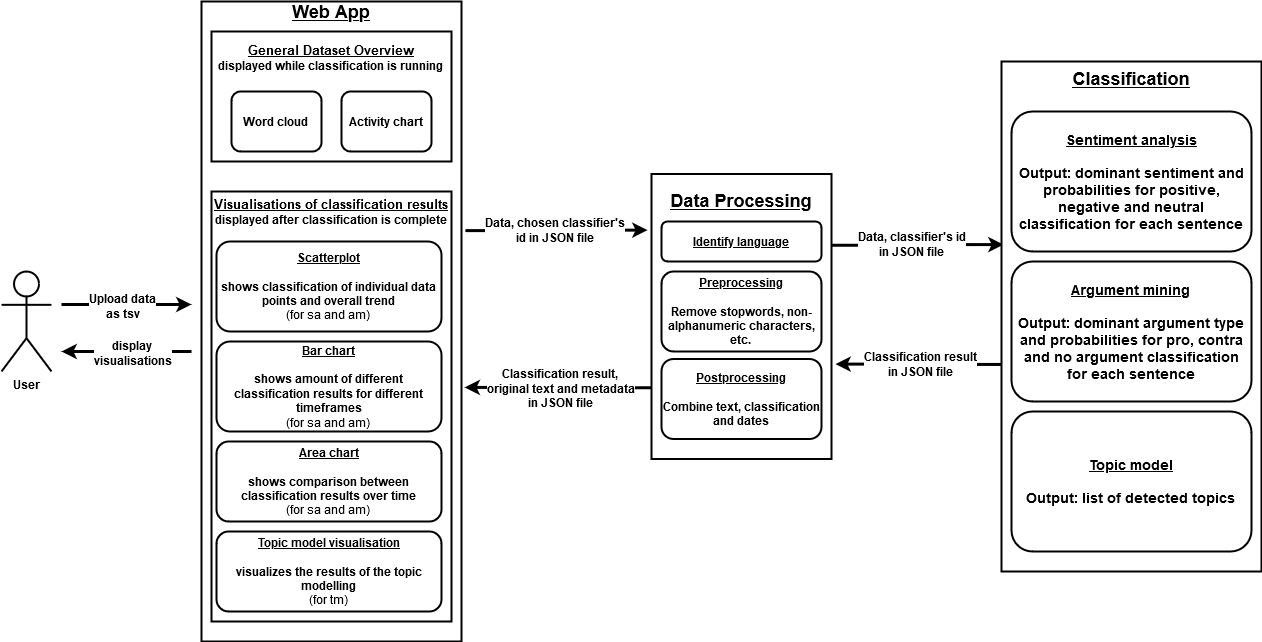 Web App
General Dataset Overview
displayed while classification is running
Word cloud
Activity chart
Visualisations of classification results
displayed after classification is complete
Scatterplot
shows classification of individual data
points and overall trend
(for sa and am)
Bar chart
shows amount of different
classification results for different
timeframes
(for sa and am)
Area chart
shows comparison between
classification results over time
(for sa and am)
Topic model visualisation
visualizes the results of the topic
modelling
(for tm)
Upload data
as tsv
display
visualisations
User
Data, chosen classifier's
id in JSON file
Classification result,
original text and metadata
in JSON file
Data Processing
Identify language
Preprocessing
Remove stopwords, non-
alphanumeric characters,
etc.
Postprocessing
Combine text, classification
and dates
Data, classifier's id
in JSON file
Classification result
in JSON file
Classification
Sentiment analysis
Output: dominant sentiment and
probabilities for positive,
negative and neutral
classification for each sentence
Argument mining
Output: dominant argument type
and probabilities for pro, contra
and no argument classification
for each sentence
Topic model
Output: list of detected topics